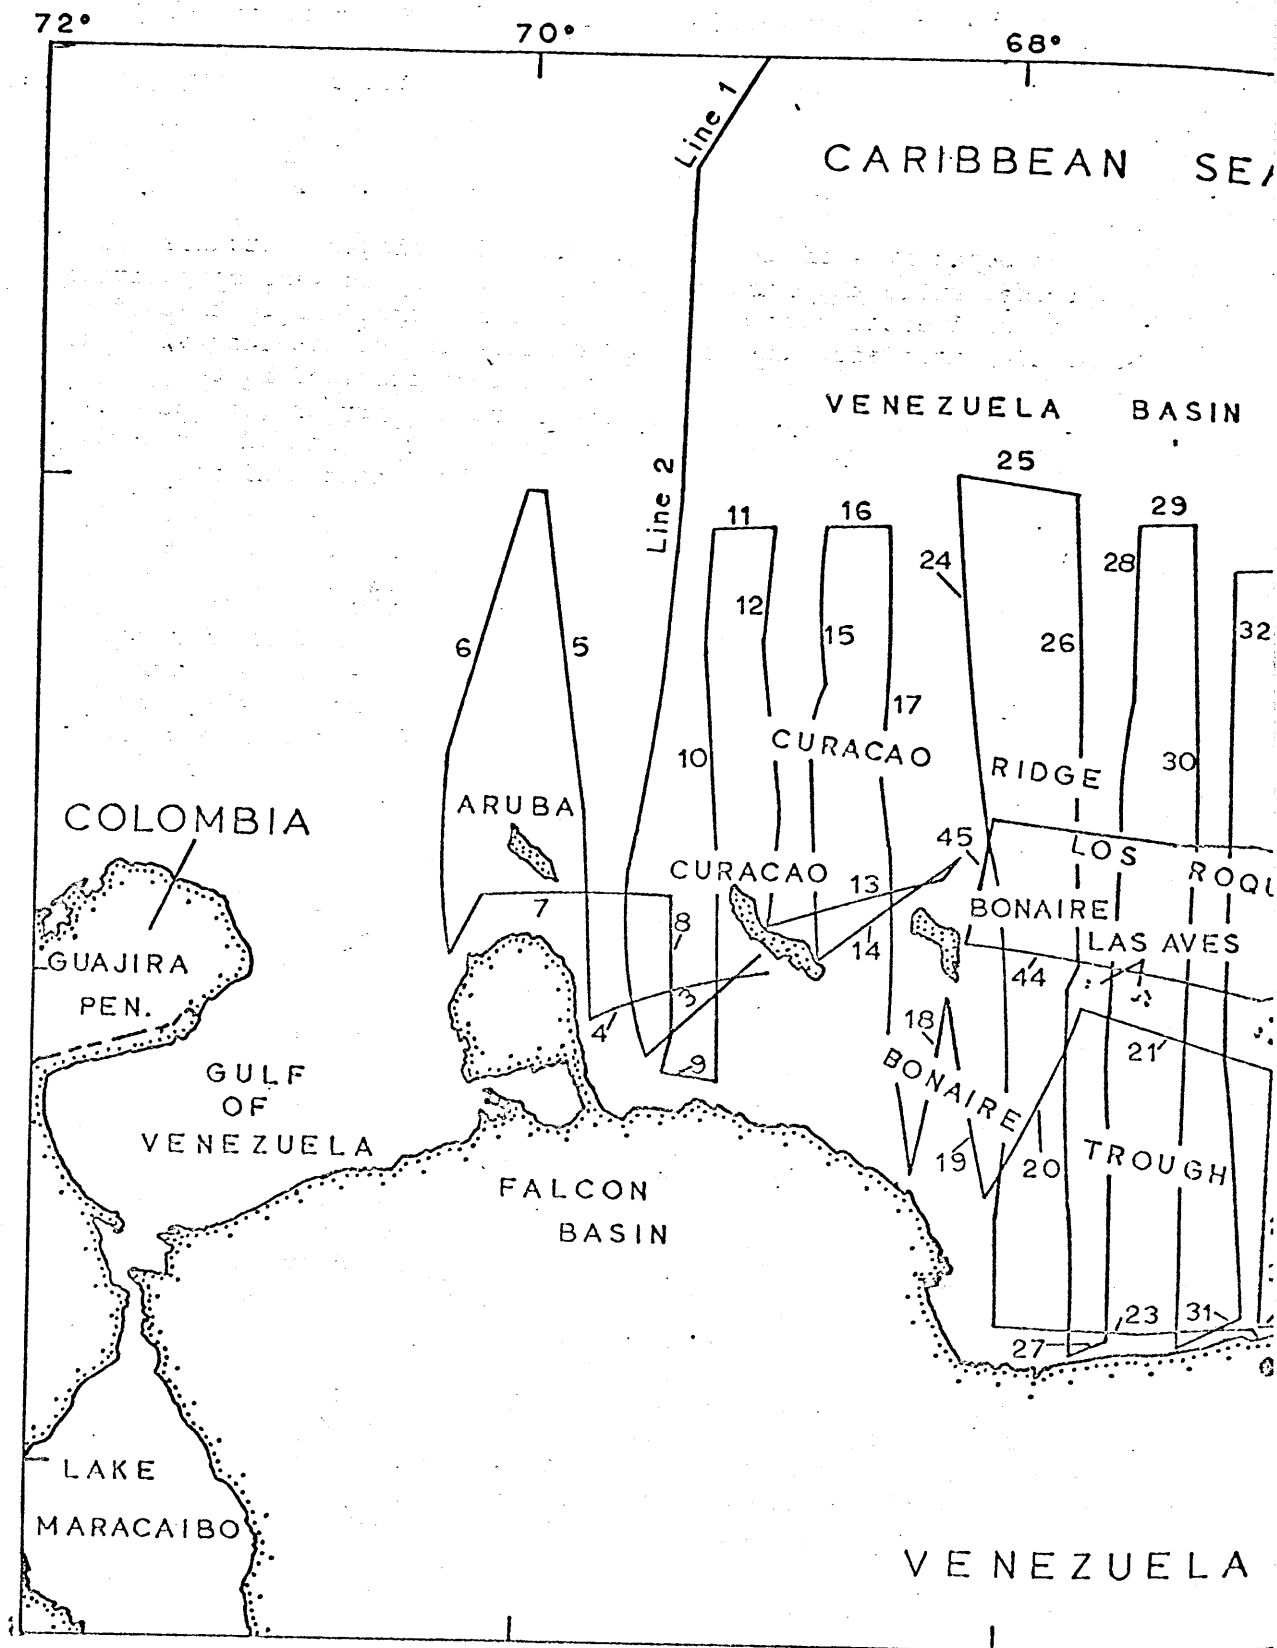 72°
70°
68°
Line 1
CARIBBEAN SEA
VENEZUELA BASIN
25
Line 2
11
16
29
24
28
12
6
5
15
26
32
17
CURACAO
10
RIDGE
30
ARUBA
COLOMBIA
45
LOS
CURACAO
13
ROQU
7
8
BONAIRE
14
LAS AVES
GUAJIRA
44
PEN.
3
4
18
21
9
BONAIRE
GULF
OF
VENEZUELA
19
20
TROUGH
FALCON
BASIN
23
31
27
LAKE
MARACAIBO
VENEZUELA